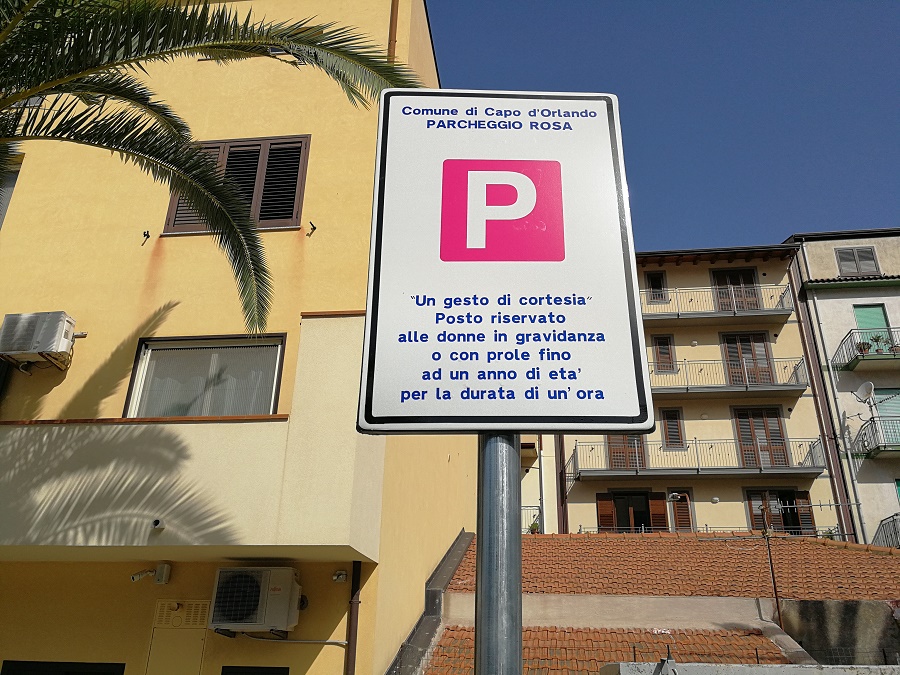 Comune di Capo d'Orlando
PARCHEGGIO ROSA
P
"Un gesto di cortesia"
Posto riservato
alle donne in gravidanza
o con prole fino
ad un anno di eta'
per la durata di un'ora